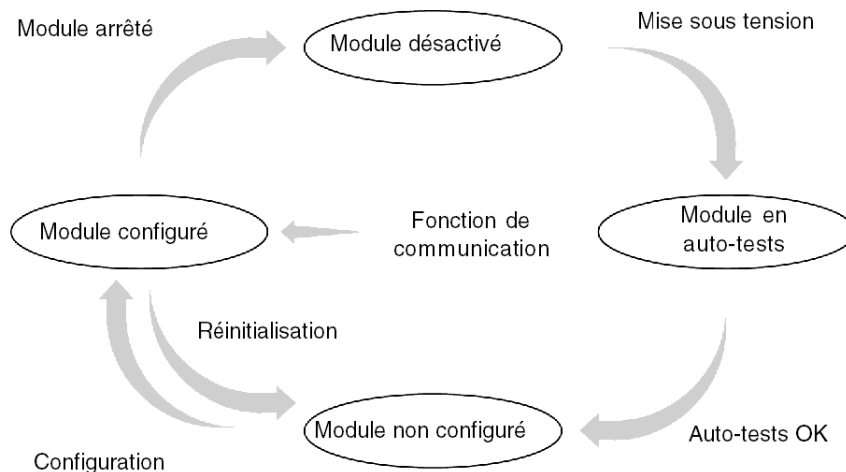 Module arrêté
Module désactivé
Mise sous tension
Module configuré
Fonction de
communication
Module en
auto-tests
Réinitialisation
Module non configuré
Auto-tests OK
Configuration